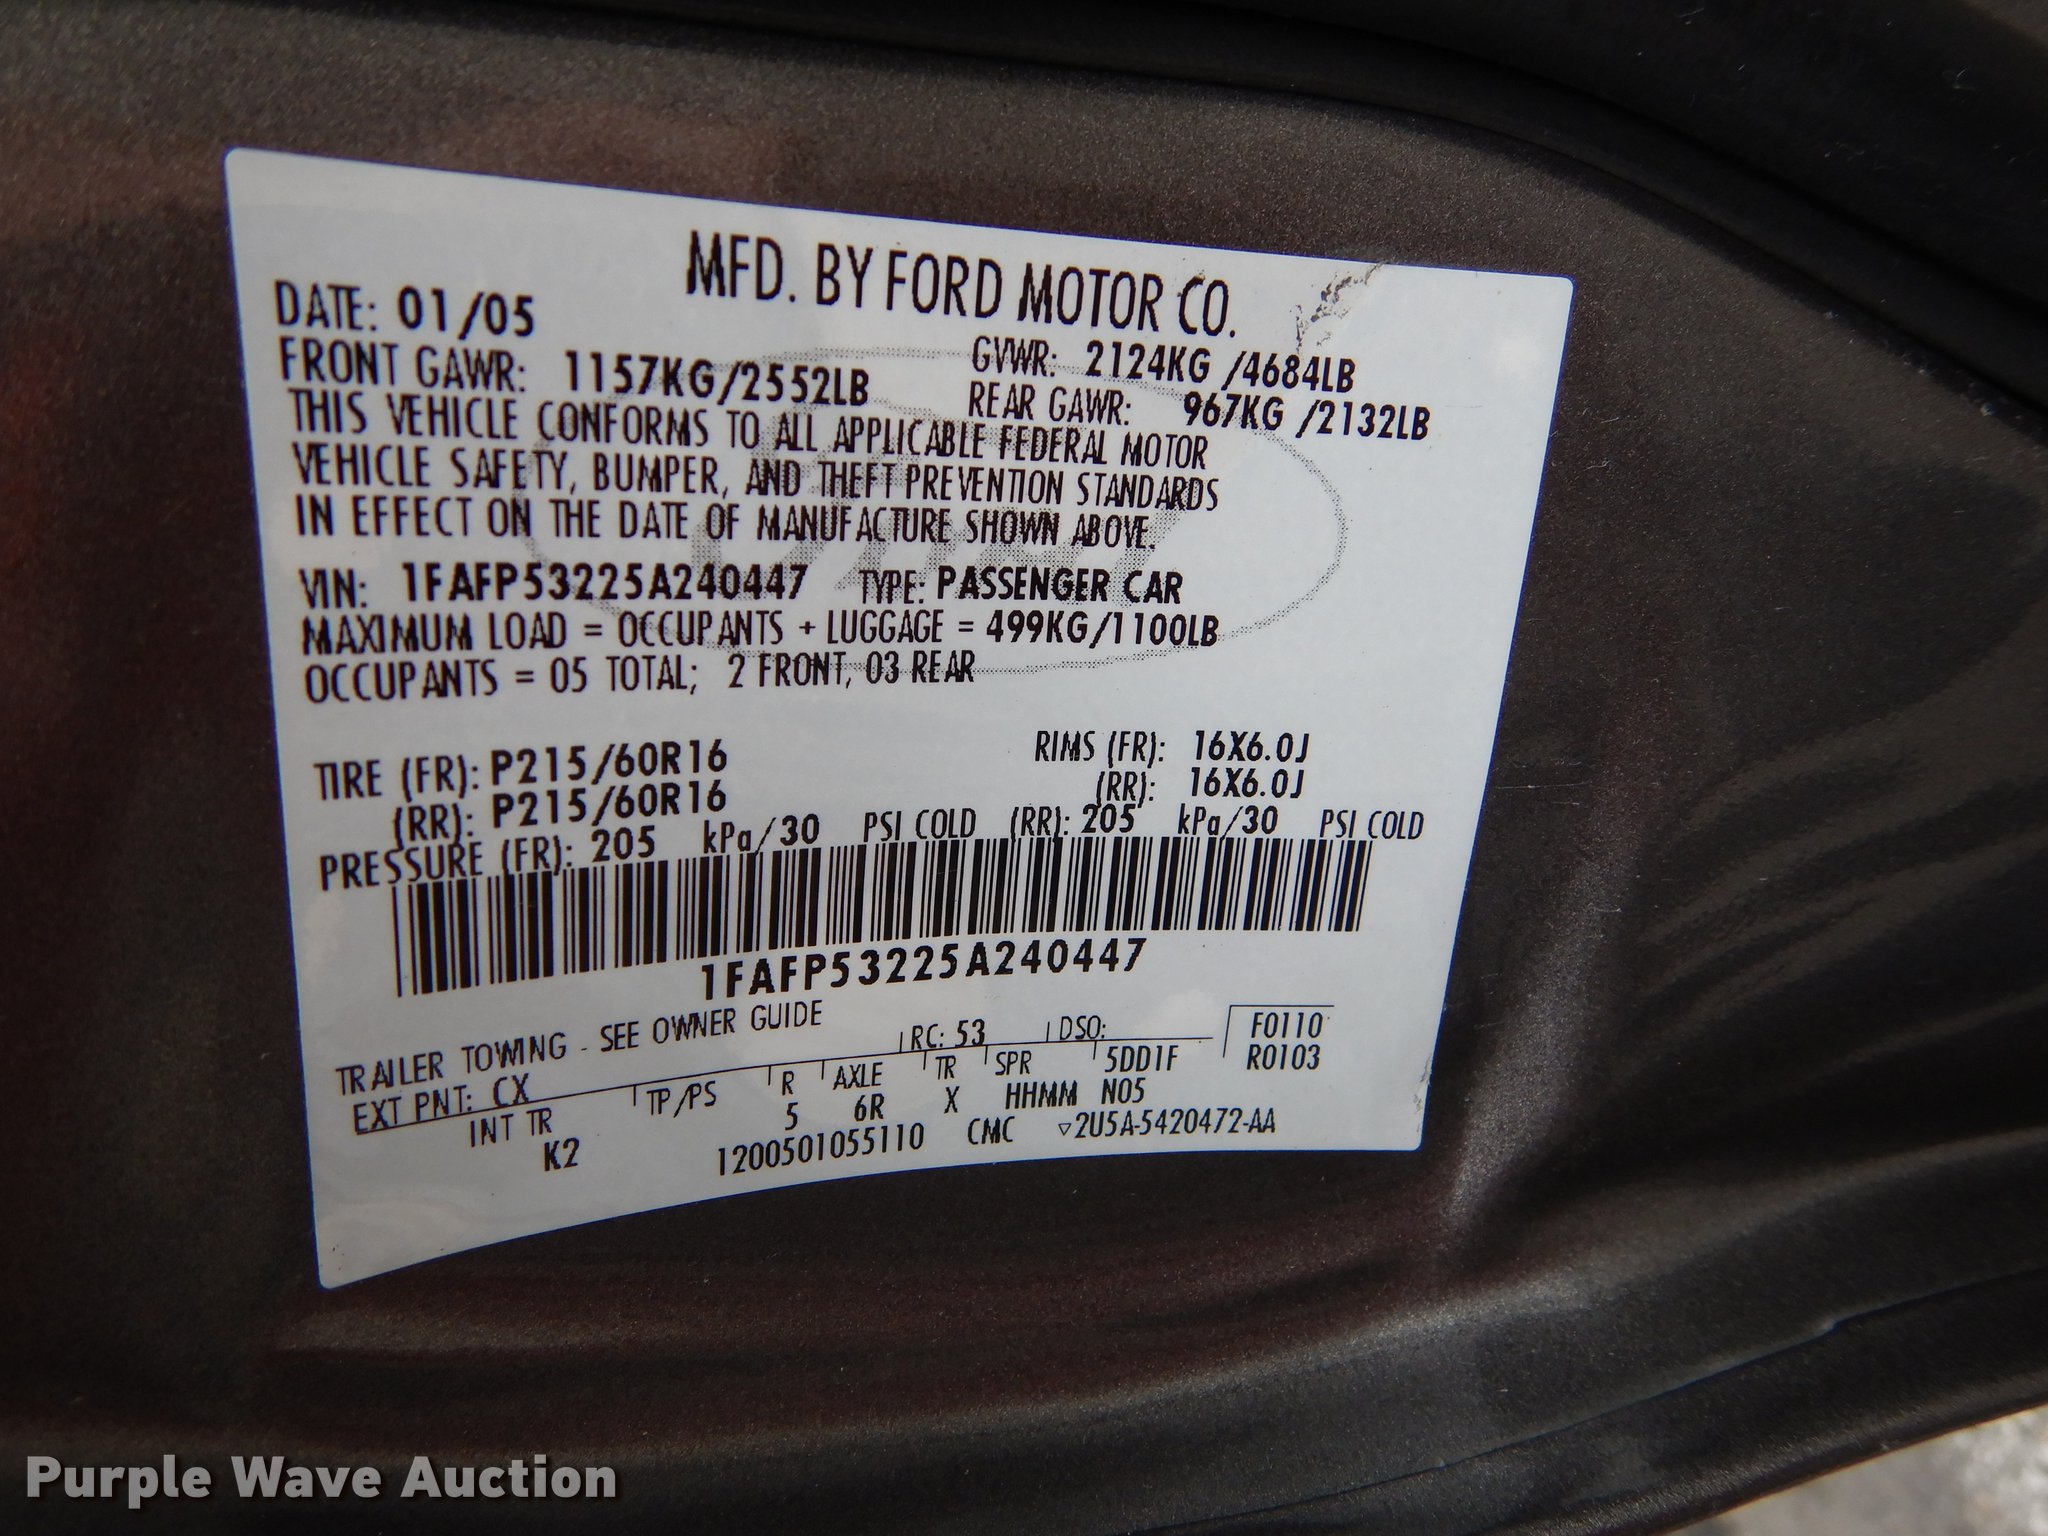 MFD. BY FORD MOTOR CO.
DATE: 01/05
GVWR: 2124KG /4684LB
FRONT GAWR: 1157KG/2552LB
REAR GAWR: 967KG /2132LB
THIS VEHICLE CONFORMS TO ALL APPLICABLE FEDERAL MOTOR
VEHICLE SAFETY, BUMPER, AND THEFT PREVENTION STANDARDS
IN EFFECT ON THE DATE OF MANUFACTURE SHOWN ABOVE.
VIN: 1FAFP53225A240447 TYPE: PASSENGER CAR
MAXIMUM LOAD = OCCUPANTS + LUGGAGE = 499KG/1100LB
OCCUPANTS = 05 TOTAL; 2 FRONT, 03 REAR
TIRE (FR): P215/60R16 RIMS (FR): 16X6.0J
(RR): P215/60R16 (RR): 16X6.0J
PRESSURE (FR): 205 kPa/30 PSI COLD (RR): 205 kPa/30 PSI COLD
1FAFP53225A240447
TRAILER TOWING - SEE OWNER GUIDE
EXT PNT: CX RC: 53 DSO: F0110
INT TR TP/PS R AXLE TR SPR 5DD1F R0103
K2 5 6R X HHMM N05
1200501055110 CMC ▽2U5A-5420472-AA
Purple Wave Auction